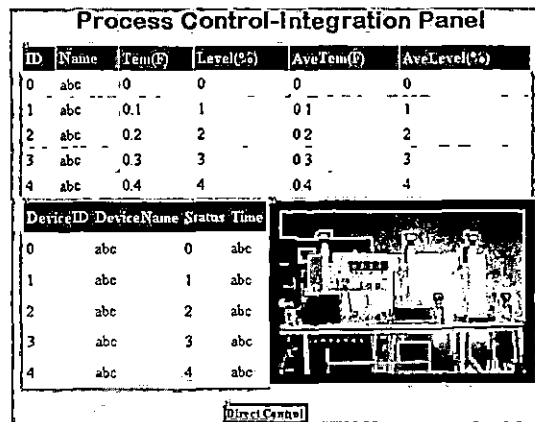 Process Control-Integration Panel
ID Name Tem(F) Level(%) AveTem(F) AveLevel(%)
0 abc 0 0 0 0
1 abc 0.1 1 0.1 1
2 abc 0.2 2 0.2 2
3 abc 0.3 3 0.3 3
4 abc 0.4 4 0.4 4
DeviceID DeviceName Status Time
0 abc 0 abc
1 abc 1 abc
2 abc 2 abc
3 abc 3 abc
4 abc 4 abc
Direct Control